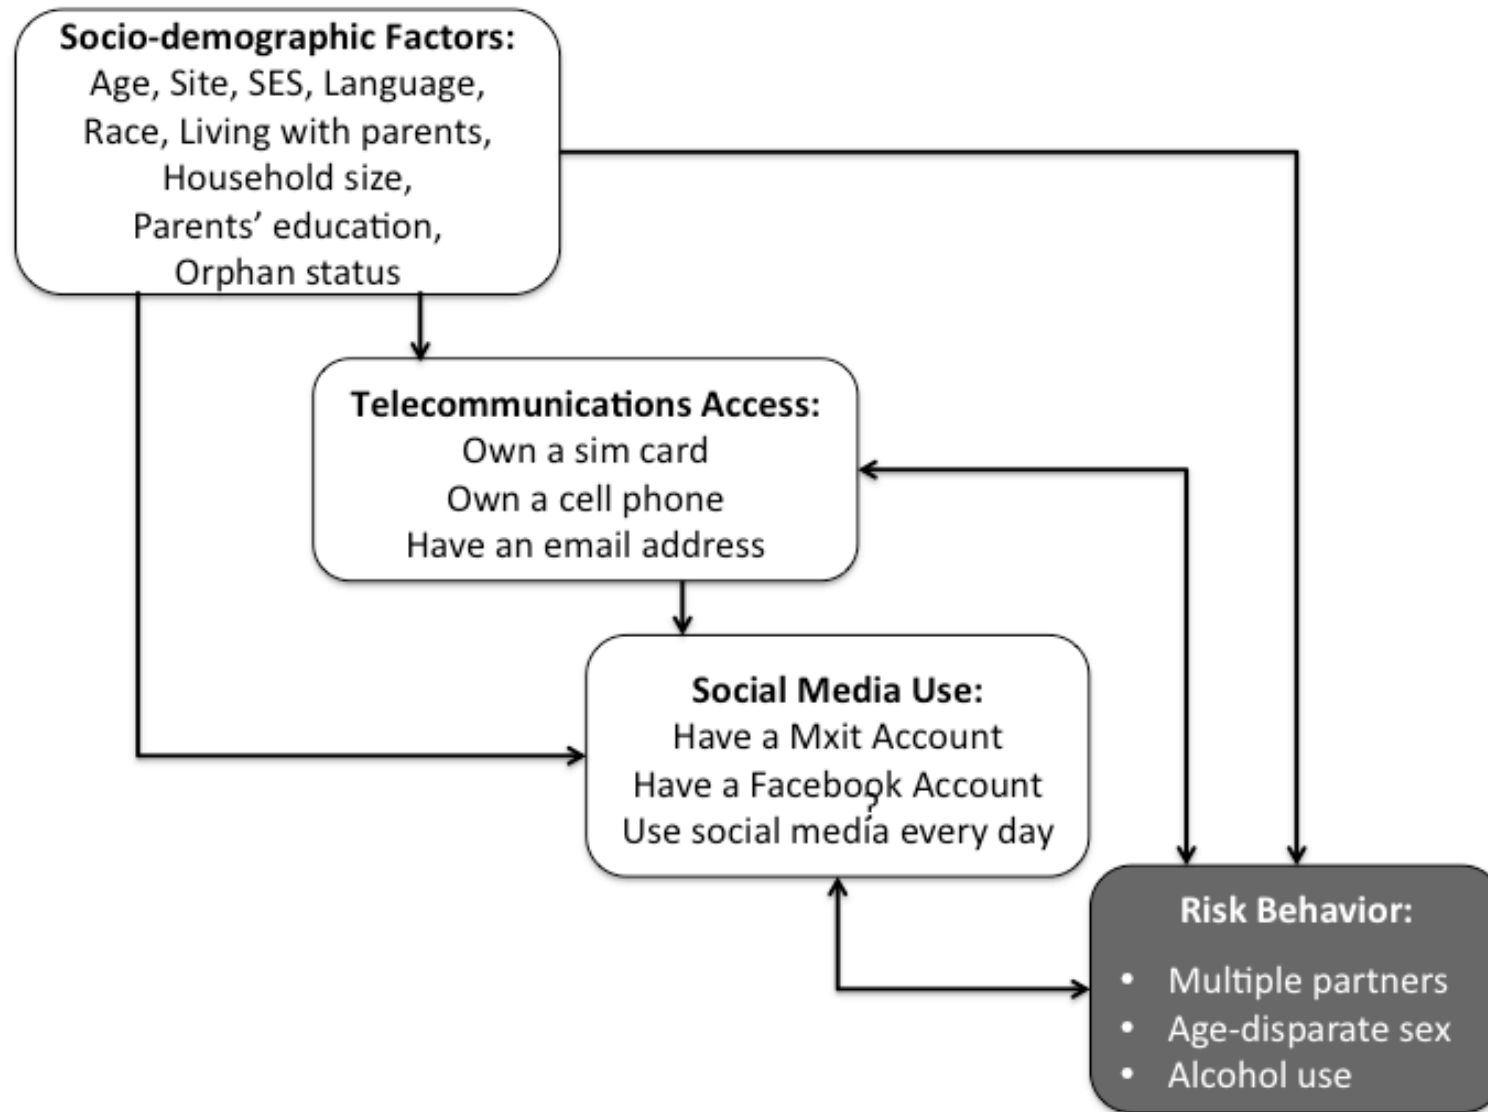 Socio-demographic Factors:
Age, Site, SES, Language,
Race, Living with parents,
Household size,
Parents’ education,
Orphan status
Telecommunications Access:
Own a sim card
Own a cell phone
Have an email address
Social Media Use:
Have a Mxit Account
Have a Facebook Account
?
Use social media every day
Risk Behavior:
• Multiple partners
• Age-disparate sex
• Alcohol use